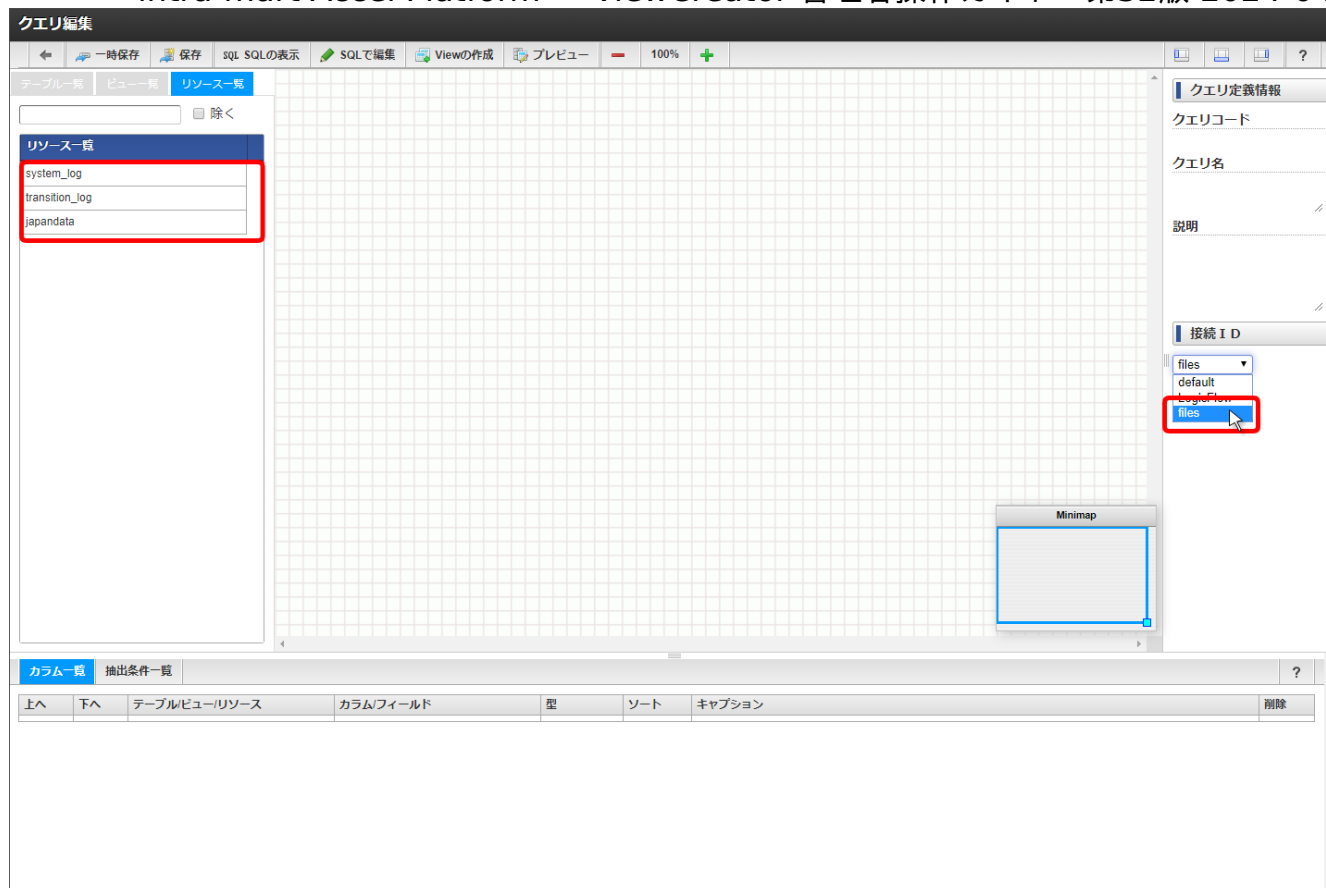 クエリ編集
一時保存 保存 SQL SQLの表示 SQLで編集 Viewの作成 プレビュー 100% ?
テーブル一覧 ビュー一覧 リソース一覧
除く
リソース一覧
system_log
transition_log
japandata
クエリ定義情報
クエリコード
クエリ名
説明
接続ＩＤ
files
default
LogicFlow
files
Minimap
カラム一覧 抽出条件一覧 ?
上へ 下へ テーブル/ビュー/リソース カラム/フィールド 型 ソート キャプション 削除